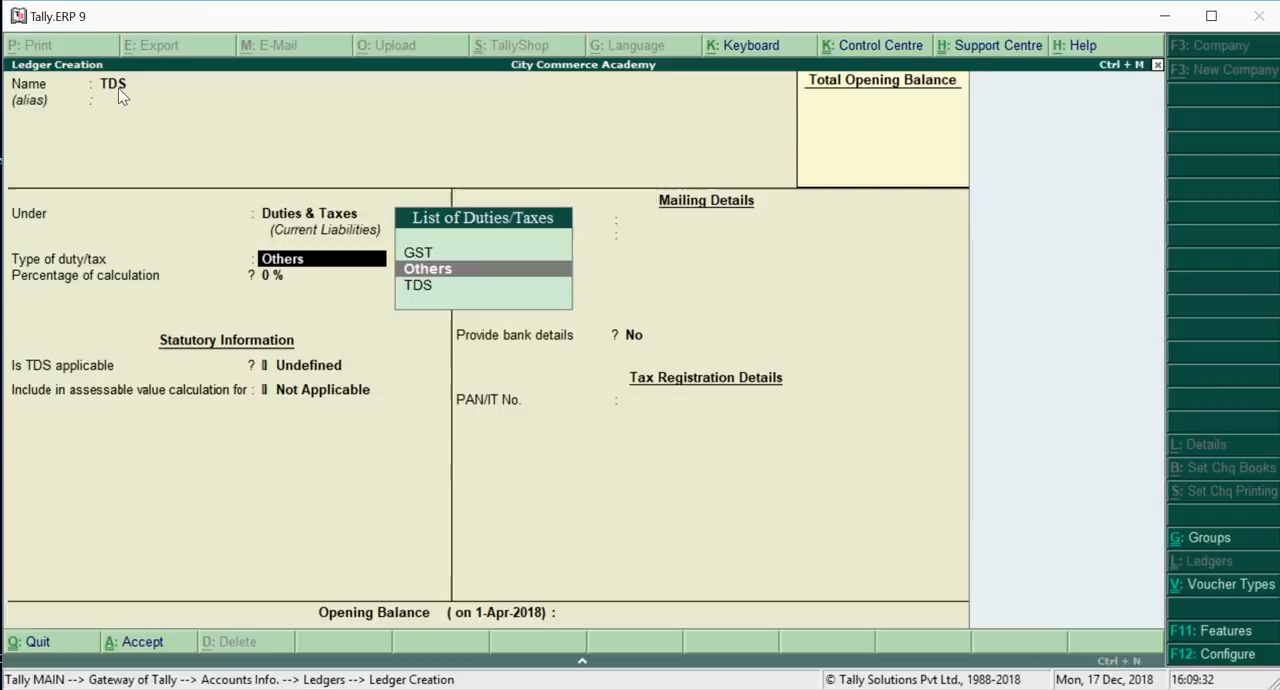 Tally.ERP 9
P: Print E: Export M: E-Mail O: Upload S: TallyShop G: Language K: Keyboard K: Control Centre H: Support Centre H: Help F3: Company
Ledger Creation City Commerce Academy Ctrl + M
F3: New Company
Name : TDS Total Opening Balance
(alias) :
Under : Duties & Taxes
(Current Liabilities)
Type of duty/tax : Others
Percentage of calculation ? 0 %
List of Duties/Taxes
GST
Others
TDS
Mailing Details
:
:
Statutory Information
Is TDS applicable ? Undefined
Include in assessable value calculation for : Not Applicable
Provide bank details ? No
Tax Registration Details
PAN/IT No. :
L: Details
B: Set Chq Books
S: Set Chq Printing
G: Groups
L: Ledgers
V: Voucher Types
F11: Features
F12: Configure
Opening Balance ( on 1-Apr-2018) :
Q: Quit A: Accept D: Delete
Ctrl + N
Tally MAIN --> Gateway of Tally --> Accounts Info. --> Ledgers --> Ledger Creation © Tally Solutions Pvt Ltd., 1988-2018 Mon, 17 Dec, 2018 16:09:32